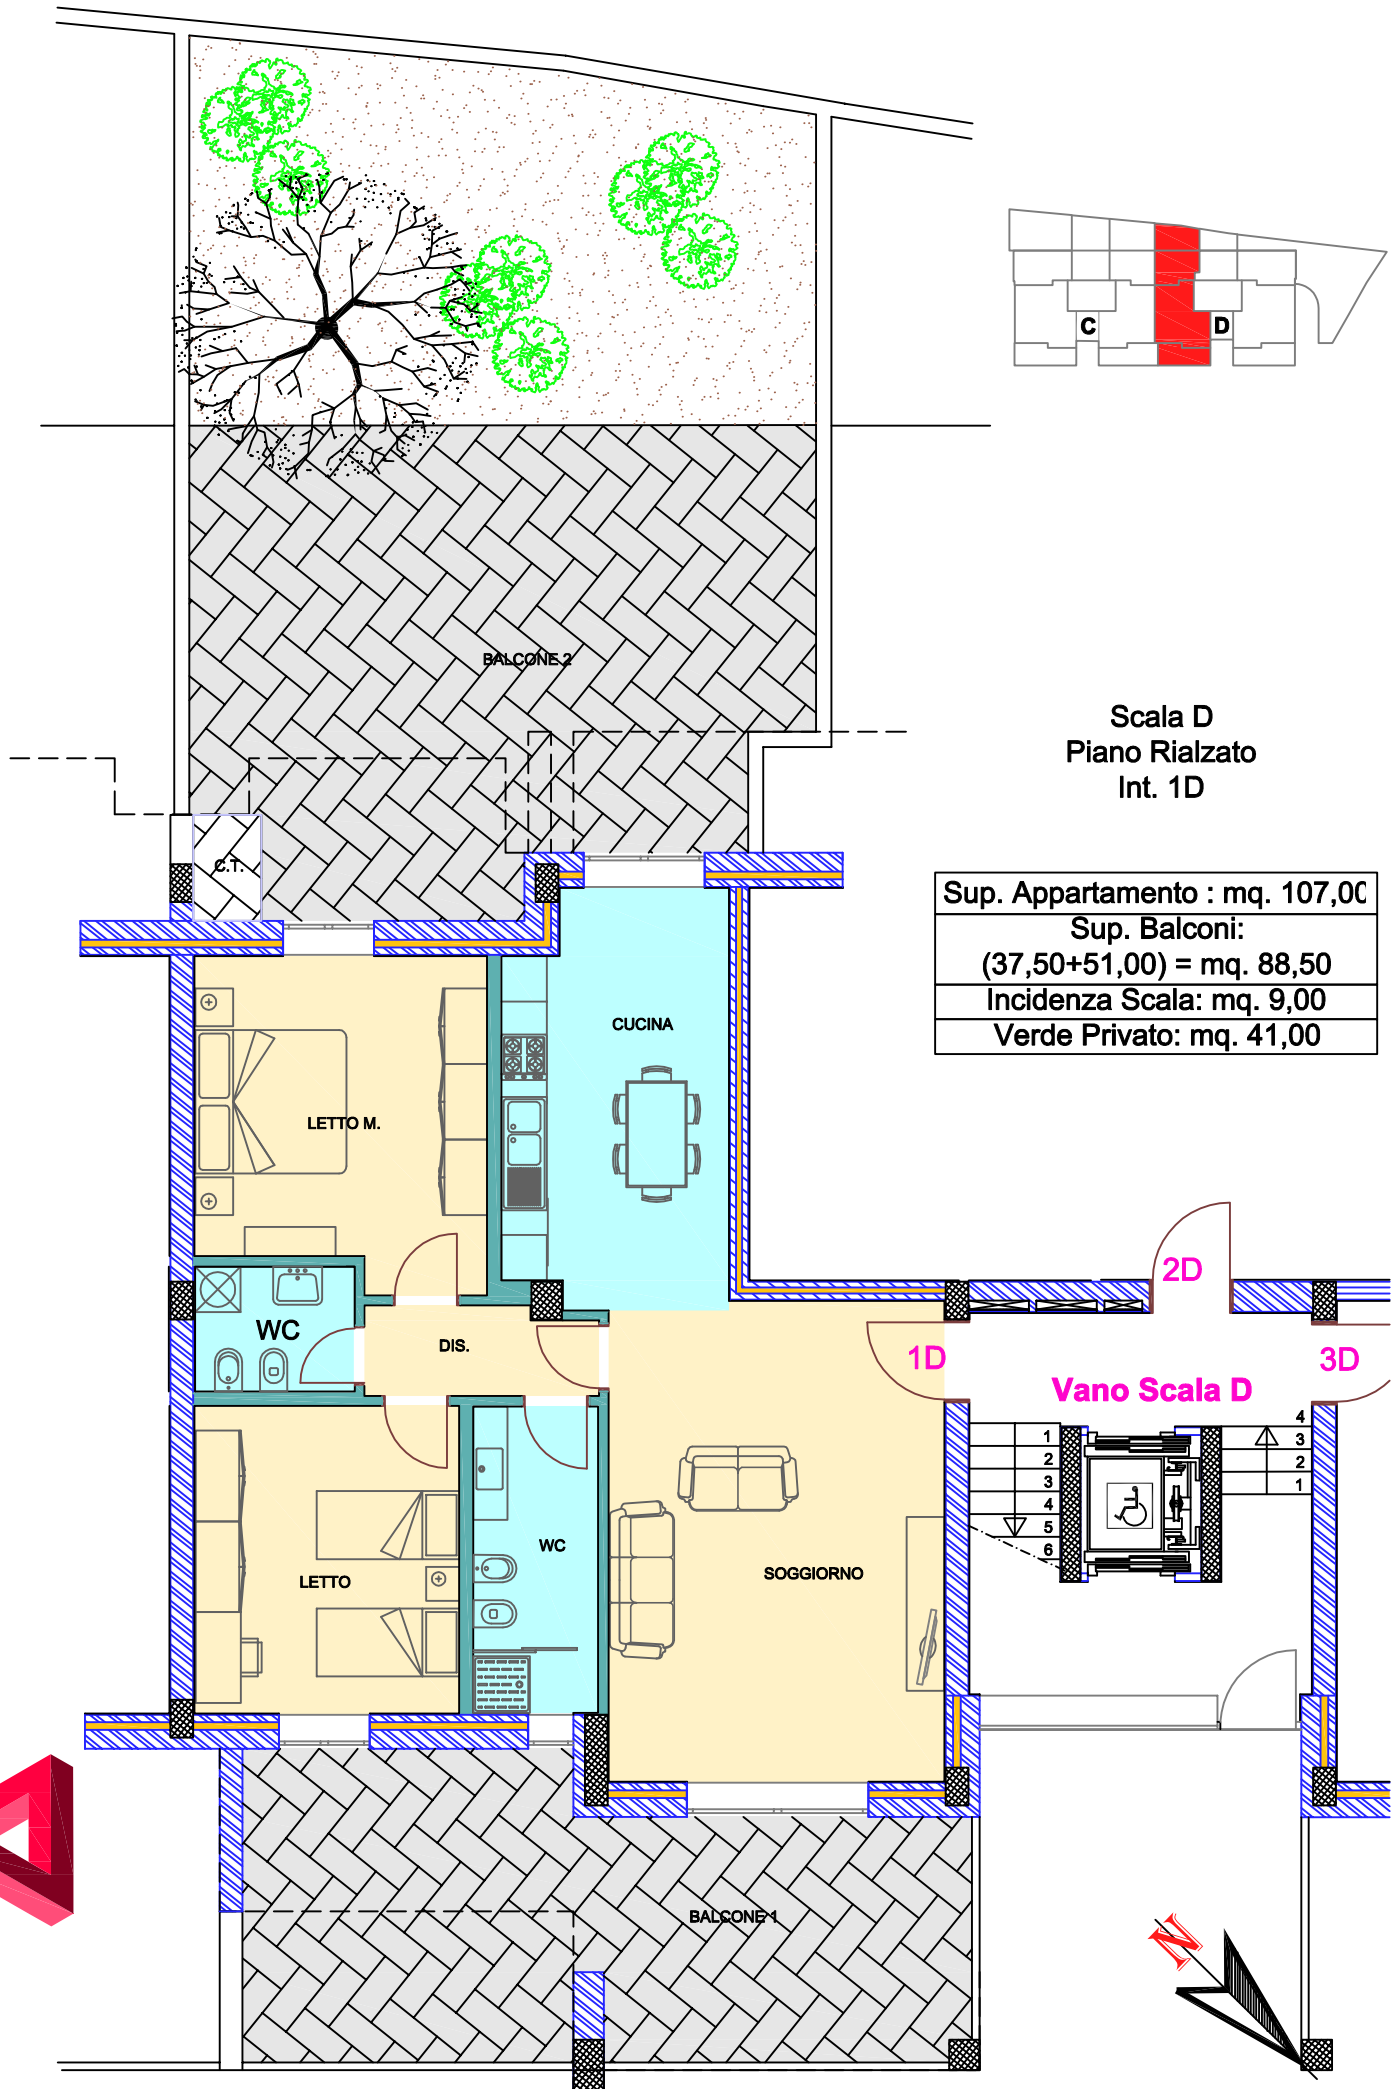 C
D
BALCONE 2
Scala D
Piano Rialzato
Int. 1D
C.T.
Sup. Appartamento : mq. 107,00
Sup. Balconi:
(37,50+51,00) = mq. 88,50
Incidenza Scala: mq. 9,00
Verde Privato: mq. 41,00
CUCINA
LETTO M.
2D
WC
DIS.
1D
3D
Vano Scala D
1
2
3
4
5
6
4
3
2
1
WC
SOGGIORNO
LETTO
BALCONE 1
N